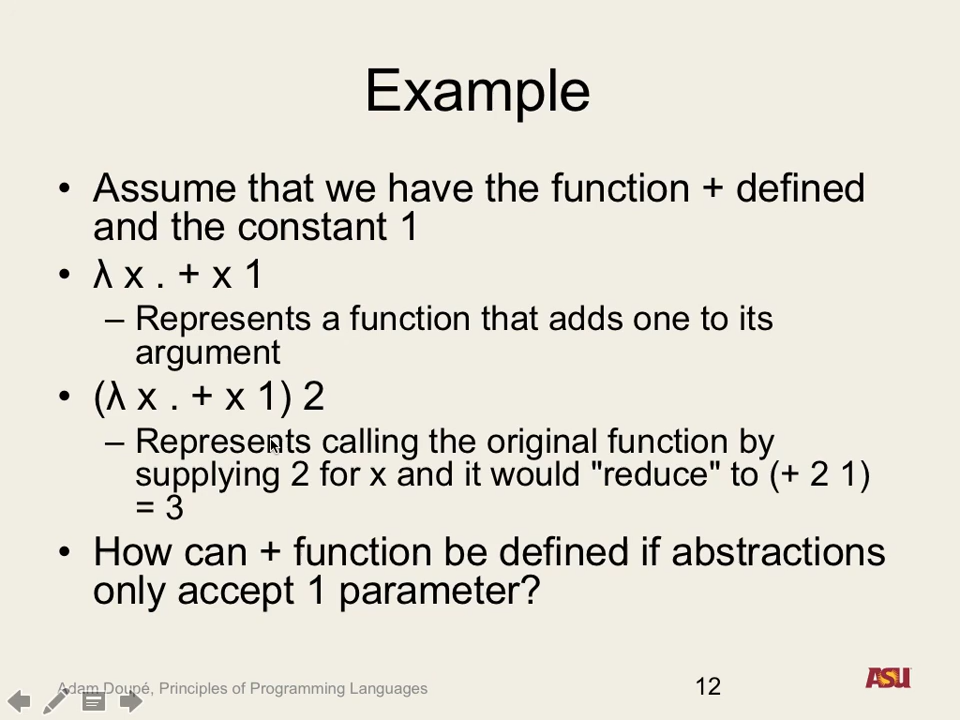 Example
• Assume that we have the function + defined
and the constant 1
• λ x . + x 1
– Represents a function that adds one to its
argument
• (λ x . + x 1) 2
– Represents calling the original function by
supplying 2 for x and it would "reduce" to (+ 2 1)
= 3
• How can + function be defined if abstractions
only accept 1 parameter?
Adam Doupé, Principles of Programming Languages
12
ASU